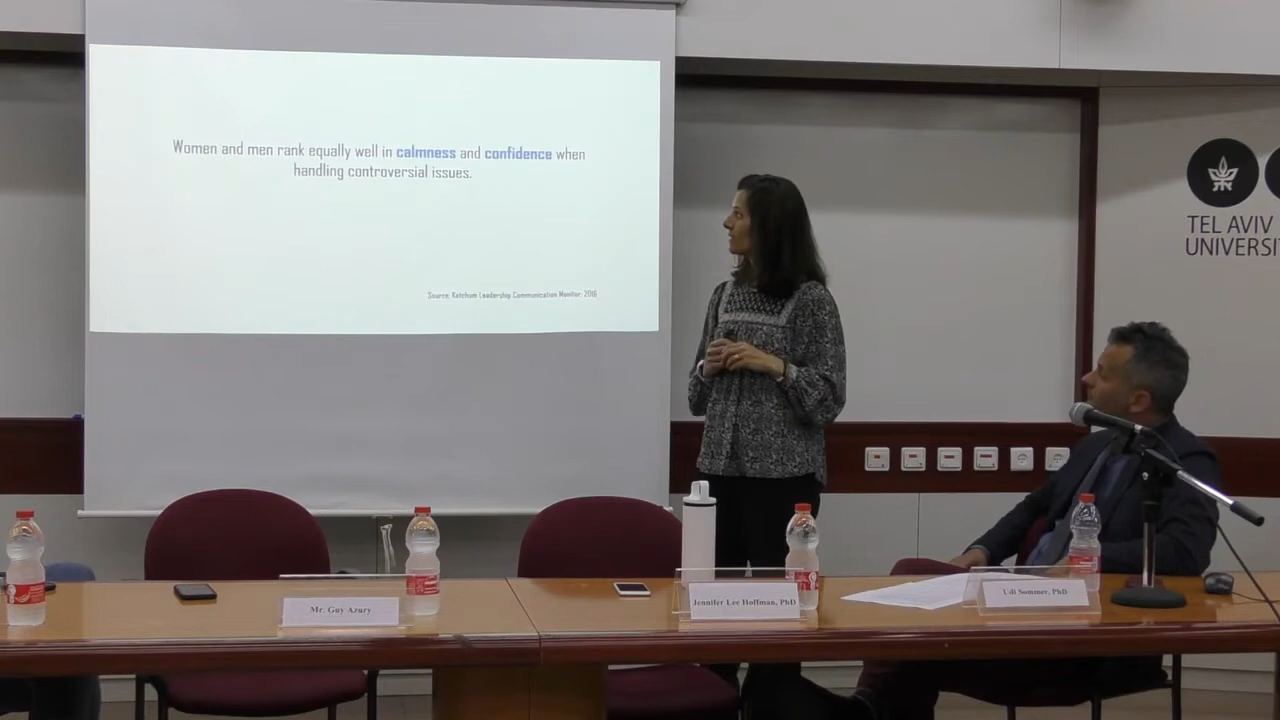 Women and men rank equally well in calmness and confidence when
handling controversial issues.
Source: Ketchum Leadership Communication Monitor: 2016
TEL AVIV
UNIVERSI
Mr. Guy Azury
Jennifer Lee Hoffman, PhD
Udi Sommer, PhD